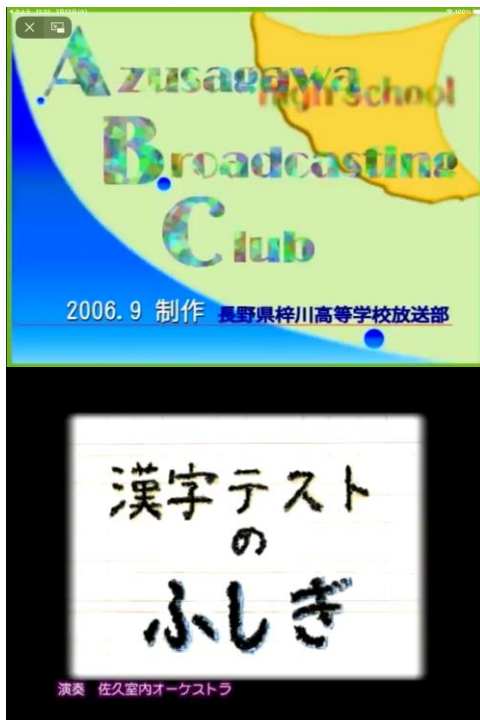 Azusagawa
High school
Broadcasting
Club
2006.9 制作 長野県梓川高等学校放送部
漢字テスト
の
ふしぎ
演奏 佐久室内オーケストラ